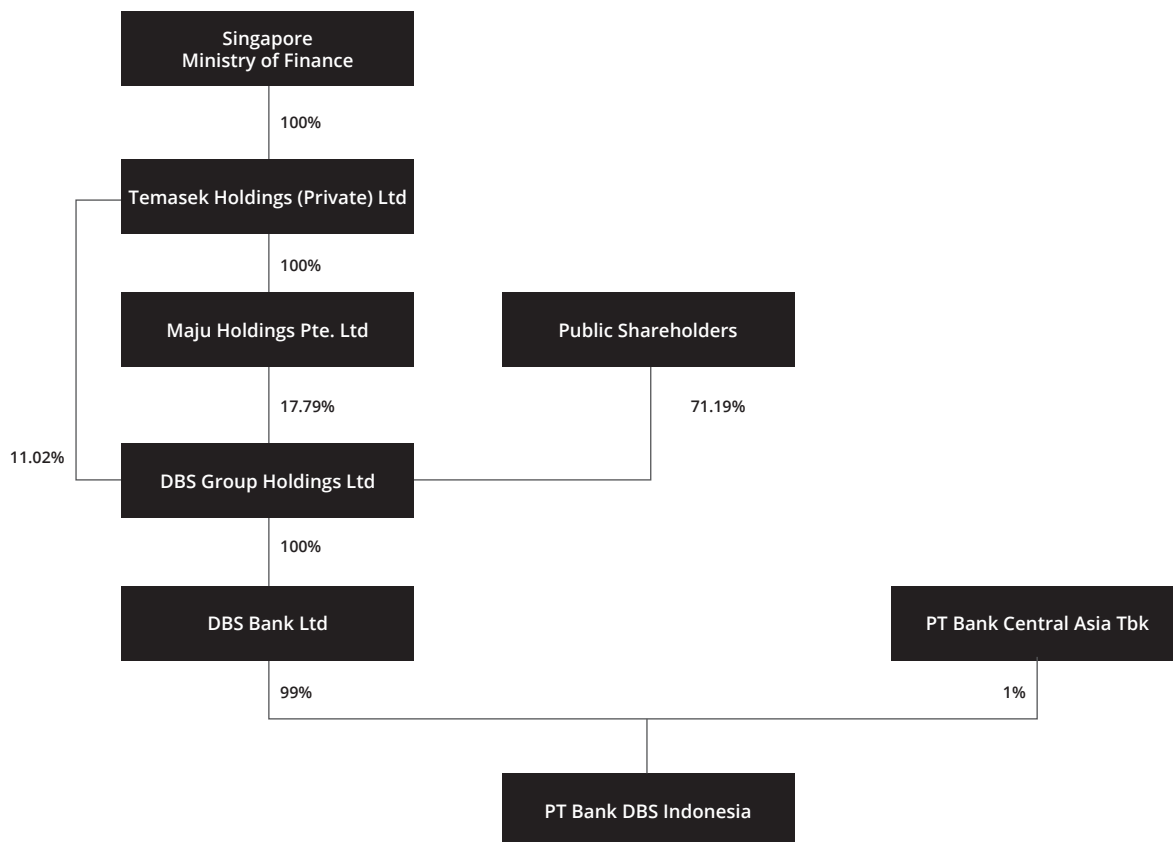 Singapore
Ministry of Finance
100%
Temasek Holdings (Private) Ltd
100%
Maju Holdings Pte. Ltd
Public Shareholders
17.79%
71.19%
11.02%
DBS Group Holdings Ltd
100%
DBS Bank Ltd
PT Bank Central Asia Tbk
99%
1%
PT Bank DBS Indonesia